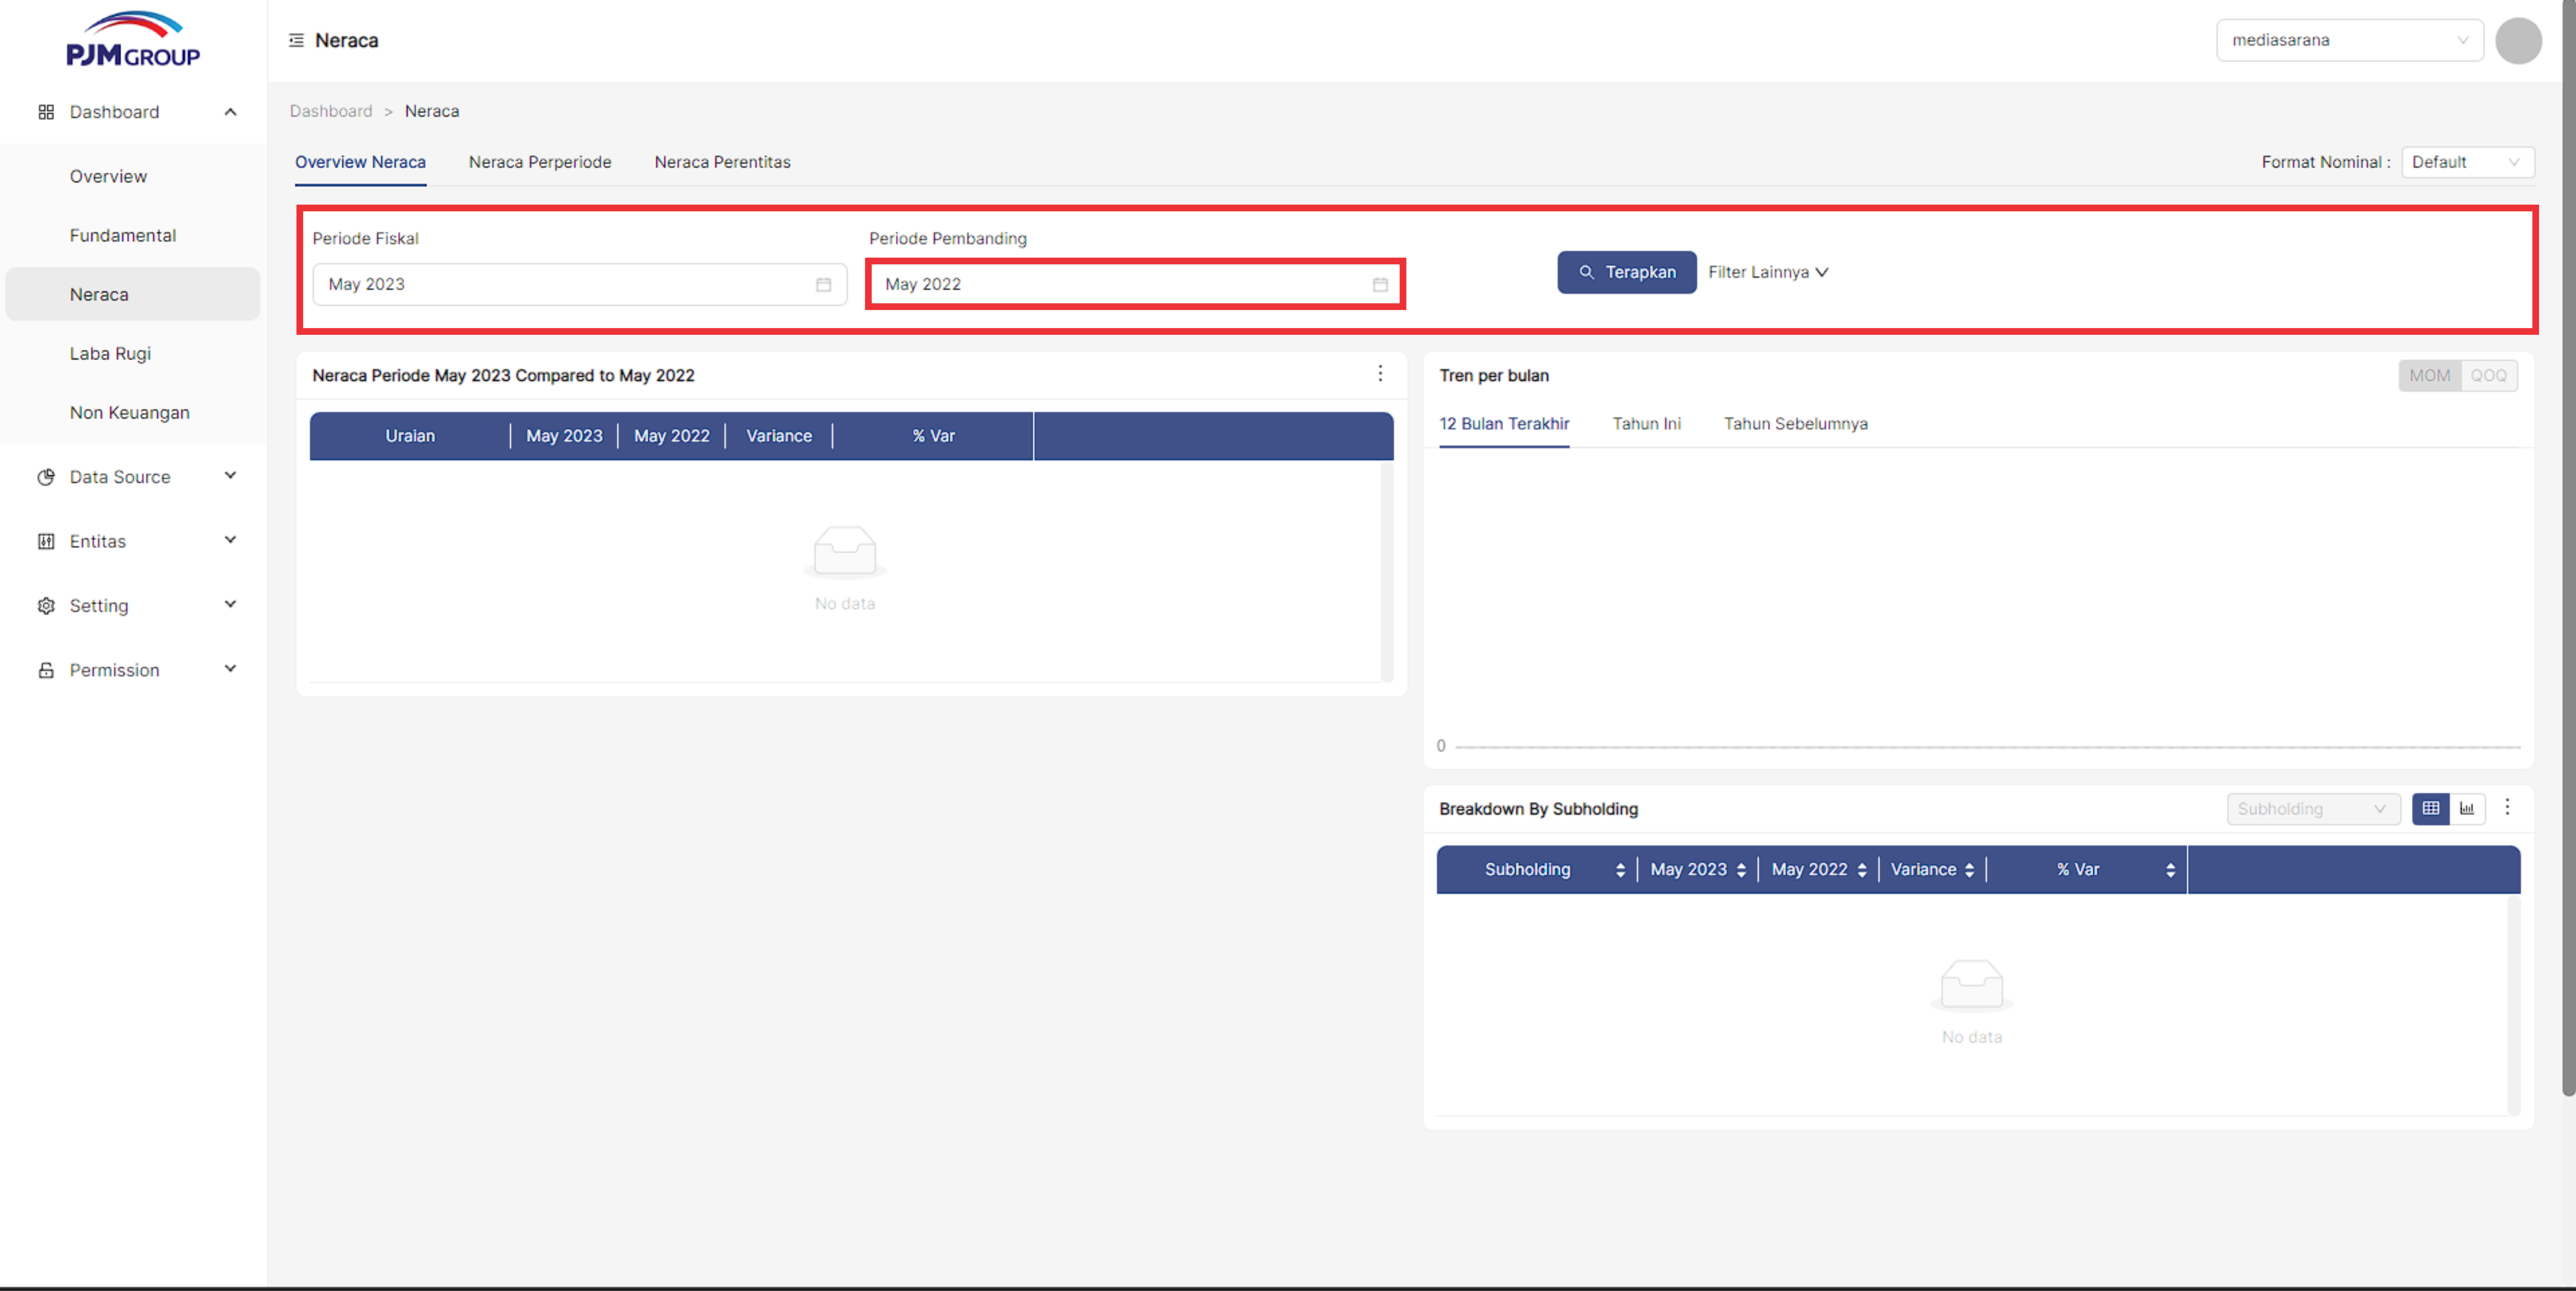 PJM GROUP
Neraca
mediasarana
Dashboard
Overview
Fundamental
Neraca
Laba Rugi
Non Keuangan
Data Source
Entitas
Setting
Permission
Dashboard > Neraca
Overview Neraca Neraca Perperiode Neraca Perentitas
Format Nominal : Default
Periode Fiskal Periode Pembanding
May 2023 May 2022
Terapkan Filter Lainnya
Neraca Periode May 2023 Compared to May 2022
Uraian May 2023 May 2022 Variance % Var
No data
Tren per bulan
MOM QOQ
12 Bulan Terakhir Tahun Ini Tahun Sebelumnya
0
Breakdown By Subholding
Subholding
Subholding May 2023 May 2022 Variance % Var
No data